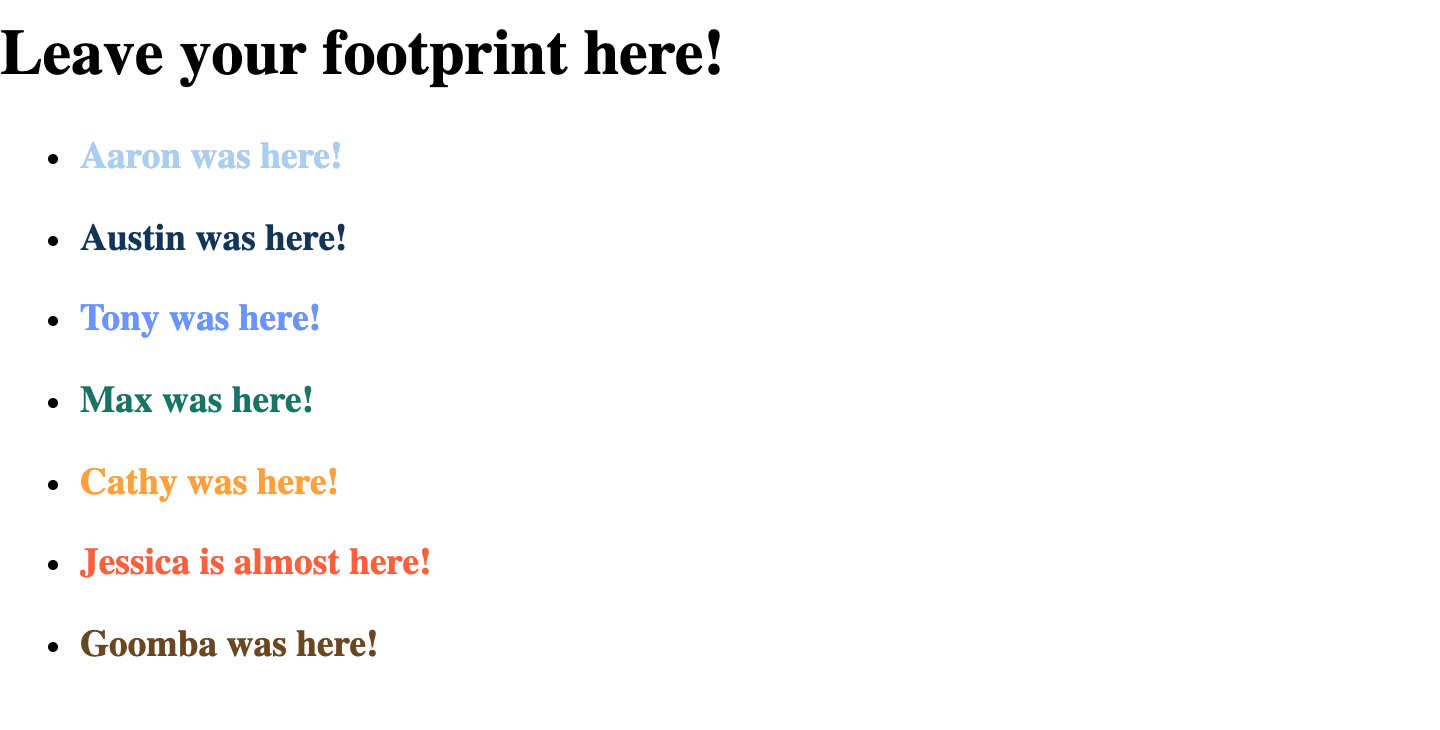 Leave your footprint here!
Aaron was here!
Austin was here!
Tony was here!
Max was here!
Cathy was here!
Jessica is almost here!
Goomba was here!